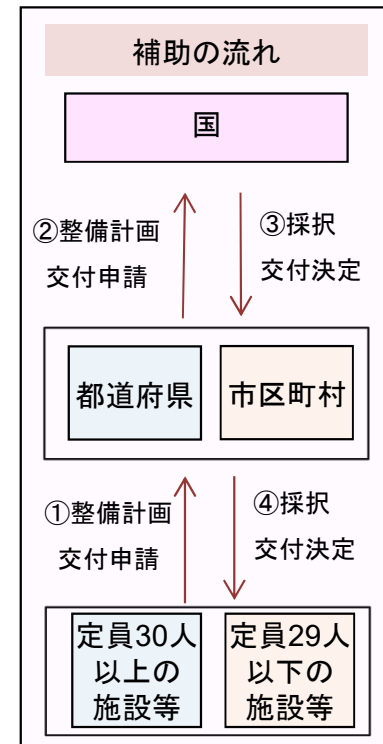 補助の流れ
国
②整備計画
交付申請
③採択
交付決定
都道府県
市区町村
①整備計画
交付申請
④採択
交付決定
定員30人
以上の
施設等
定員29人
以下の
施設等